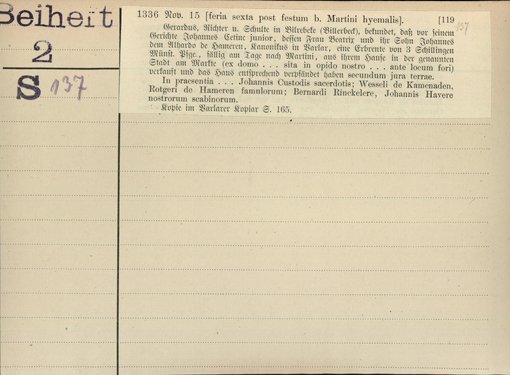 Beiheft
2
S 137
1336 Nov. 15 [feria sexta post festum b. Martini hyemalis]. [119
137
Gerardus, Richter u. Schulte in Bilrebeke (Billerbeck), bekundet, daß vor seinem
Gerichte Johannes Letinc junior, dessen Frau Beatrix und ihr Sohn Johannes
dem Alhardo de Hameren, Kanonikus in Varlar, eine Erbrente von 3 Schillingen
Münst. Pfge., fällig am Tage nach Martini, aus ihrem Hause in der genannten
Stadt am Markte (ex domo . . . sita in opido nostro . . . ante locum fori)
verkauft und das Haus entsprechend verpfändet haben secundum jura terrae.
In praesentia . . . Johannis Custodis sacerdotis; Wesseli de Kamenaden,
Rotgeri de Hameren famulorum; Bernardi Rinckelere, Johannis Havere
nostrorum scabinorum.
Kopie im Varlarer Kopiar S. 165.